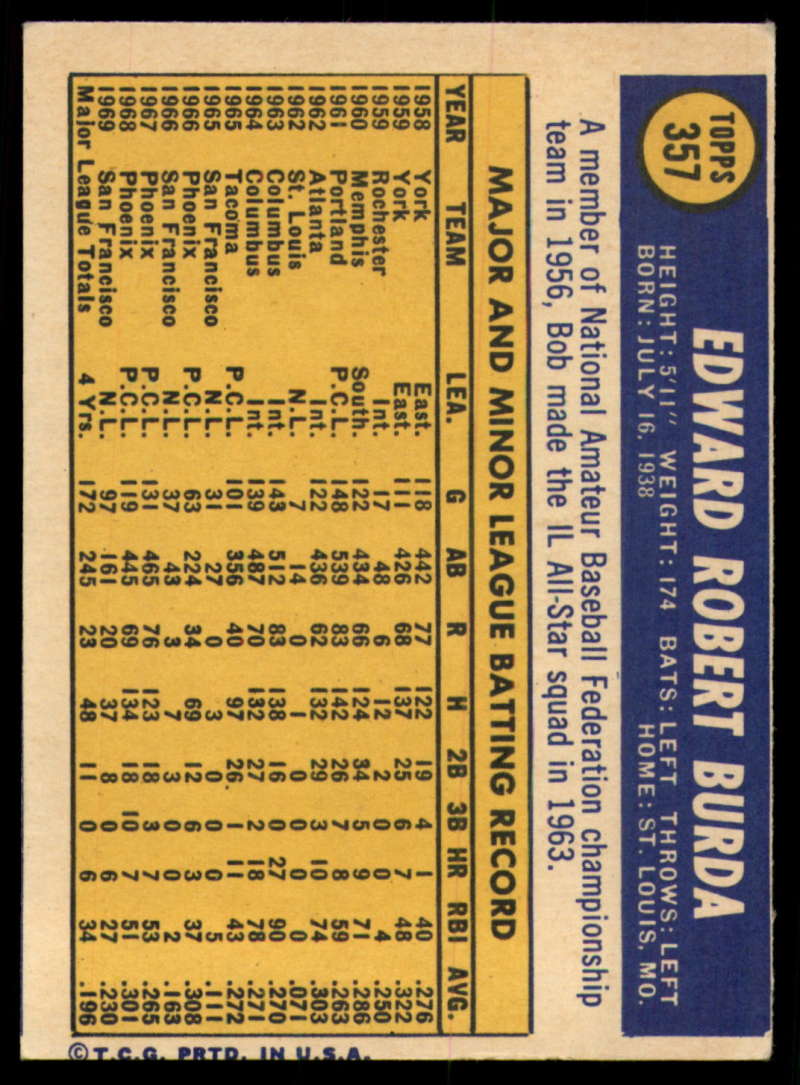 TOPPS
357
EDWARD ROBERT BURDA
HEIGHT: 5'11" WEIGHT: 174 BATS: LEFT THROWS: LEFT
BORN: JULY 16, 1938 HOME: ST. LOUIS, MO.
A member of National Amateur Baseball Federation championship
team in 1956, Bob made the IL All-Star squad in 1963.
MAJOR AND MINOR LEAGUE BATTING RECORD
YEAR TEAM LEA. G AB R H 2B 3B HR RBI AVG.
1958 York East. 118 442 77 122 19 4 1 40 .276
1959 York East. 111 426 68 137 25 6 7 48 .322
1959 Rochester Int. 17 48 6 12 2 0 0 4 .250
1960 Memphis South. 122 434 66 124 34 5 9 71 .286
1961 Portland P.C.L. 148 539 83 142 26 7 8 59 .263
1962 Atlanta Int. 122 436 62 132 29 3 10 74 .303
1962 St. Louis N.L. 7 14 0 1 0 0 0 0 .071
1963 Columbus Int. 143 512 83 138 16 0 27 90 .270
1964 Columbus Int. 139 487 70 132 27 2 18 78 .271
1965 Tacoma P.C.L. 101 356 40 97 26 1 11 43 .272
1965 San Francisco N.L. 31 27 0 3 0 0 0 5 .111
1966 Phoenix P.C.L. 63 224 34 69 12 6 3 37 .308
1966 San Francisco N.L. 37 43 3 7 3 0 0 2 .163
1967 Phoenix P.C.L. 131 465 76 123 18 3 7 53 .265
1968 Phoenix P.C.L. 119 445 69 134 18 10 7 51 .301
1969 San Francisco N.L. 97 161 20 37 8 0 6 27 .230
Major League Totals 4 Yrs. 172 245 23 48 11 0 6 34 .196
© T.C.G. PRTD. IN U.S.A.